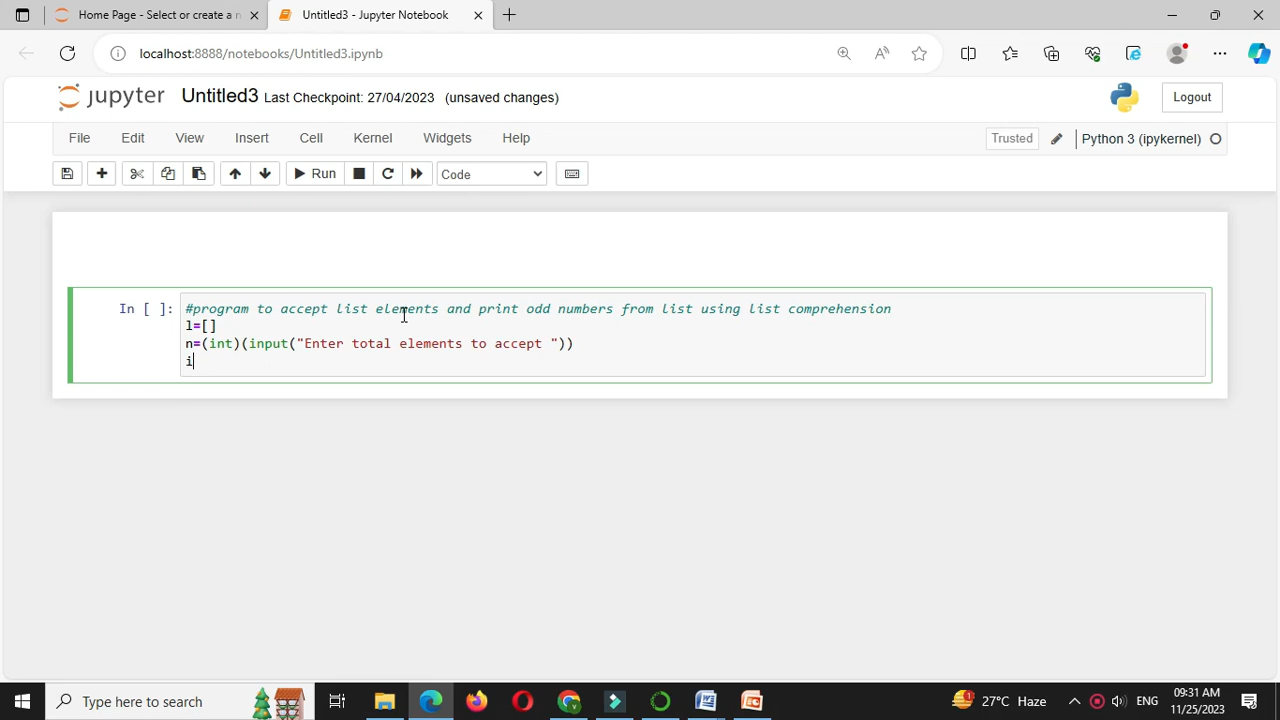 Home Page - Select or create a n
Untitled3 - Jupyter Notebook
localhost:8888/notebooks/Untitled3.ipynb
jupyter Untitled3 Last Checkpoint: 27/04/2023 (unsaved changes)
Logout
File Edit View Insert Cell Kernel Widgets Help
Trusted
Python 3 (ipykernel)
Run
Code
In [ ]:
#program to accept list elements and print odd numbers from list using list comprehension
l=[]
n=(int)(input("Enter total elements to accept "))
i
Type here to search
27°C Haze
ENG
09:31 AM
11/25/2023